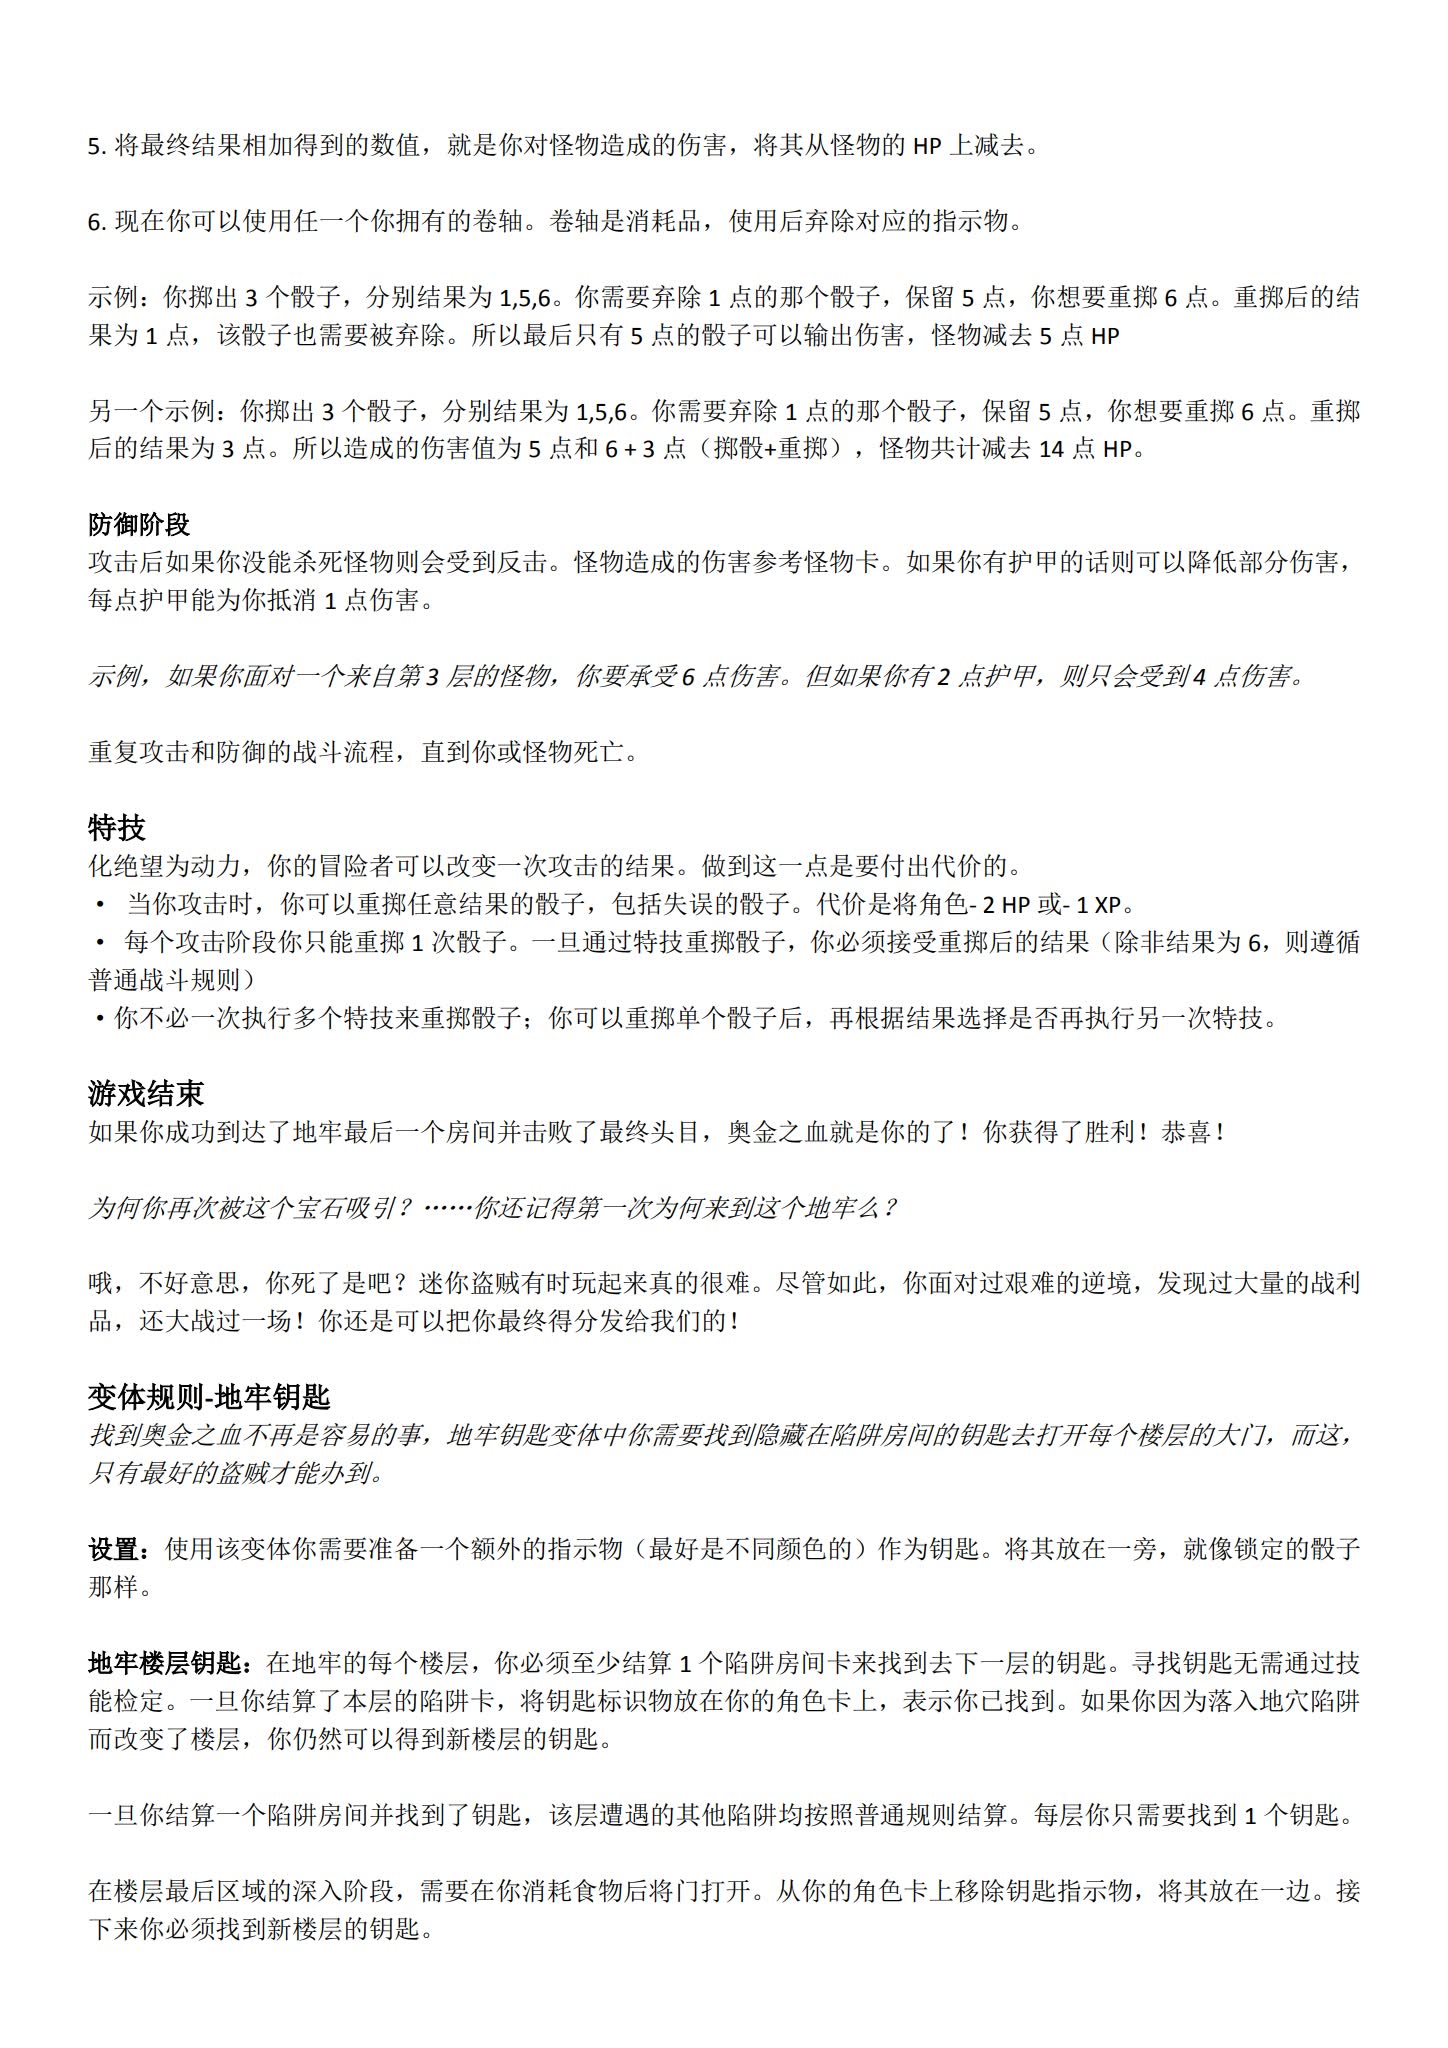 5. 将最终结果相加得到的数值，就是你对怪物造成的伤害，将其从怪物的 HP 上减去。
6. 现在你可以使用任一个你拥有的卷轴。卷轴是消耗品，使用后弃除对应的指示物。
示例：你掷出 3 个骰子，分别结果为 1,5,6。你需要弃除 1 点的那个骰子，保留 5 点，你想要重掷 6 点。重掷后的结
果为 1 点，该骰子也需要被弃除。所以最后只有 5 点的骰子可以输出伤害，怪物减去 5 点 HP
另一个示例：你掷出 3 个骰子，分别结果为 1,5,6。你需要弃除 1 点的那个骰子，保留 5 点，你想要重掷 6 点。重掷
后的结果为 3 点。所以造成的伤害值为 5 点和 6 + 3 点（掷骰+重掷），怪物共计减去 14 点 HP。
防御阶段
攻击后如果你没能杀死怪物则会受到反击。怪物造成的伤害参考怪物卡。如果你有护甲的话则可以降低部分伤害，
每点护甲能为你抵消 1 点伤害。
示例，如果你面对一个来自第 3 层的怪物，你要承受 6 点伤害。但如果你有 2 点护甲，则只会受到 4 点伤害。
重复攻击和防御的战斗流程，直到你或怪物死亡。
特技
化绝望为动力，你的冒险者可以改变一次攻击的结果。做到这一点是要付出代价的。
• 当你攻击时，你可以重掷任意结果的骰子，包括失误的骰子。代价是将角色- 2 HP 或- 1 XP。
• 每个攻击阶段你只能重掷 1 次骰子。一旦通过特技重掷骰子，你必须接受重掷后的结果（除非结果为 6，则遵循
普通战斗规则）
•你不必一次执行多个特技来重掷骰子；你可以重掷单个骰子后，再根据结果选择是否再执行另一次特技。
游戏结束
如果你成功到达了地牢最后一个房间并击败了最终头目，奥金之血就是你的了！你获得了胜利！恭喜！
为何你再次被这个宝石吸引？……你还记得第一次为何来到这个地牢么？
哦，不好意思，你死了是吧？迷你盗贼有时玩起来真的很难。尽管如此，你面对过艰难的逆境，发现过大量的战利
品，还大战过一场！你还是可以把你最终得分发给我们的！
变体规则-地牢钥匙
找到奥金之血不再是容易的事，地牢钥匙变体中你需要找到隐藏在陷阱房间的钥匙去打开每个楼层的大门，而这，
只有最好的盗贼才能办到。
设置：使用该变体你需要准备一个额外的指示物（最好是不同颜色的）作为钥匙。将其放在一旁，就像锁定的骰子
那样。
地牢楼层钥匙：在地牢的每个楼层，你必须至少结算 1 个陷阱房间卡来找到去下一层的钥匙。寻找钥匙无需通过技
能检定。一旦你结算了本层的陷阱卡，将钥匙标识物放在你的角色卡上，表示你已找到。如果你因为落入地穴陷阱
而改变了楼层，你仍然可以得到新楼层的钥匙。
一旦你结算一个陷阱房间并找到了钥匙，该层遭遇的其他陷阱均按照普通规则结算。每层你只需要找到 1 个钥匙。
在楼层最后区域的深入阶段，需要在你消耗食物后将门打开。从你的角色卡上移除钥匙指示物，将其放在一边。接
下来你必须找到新楼层的钥匙。